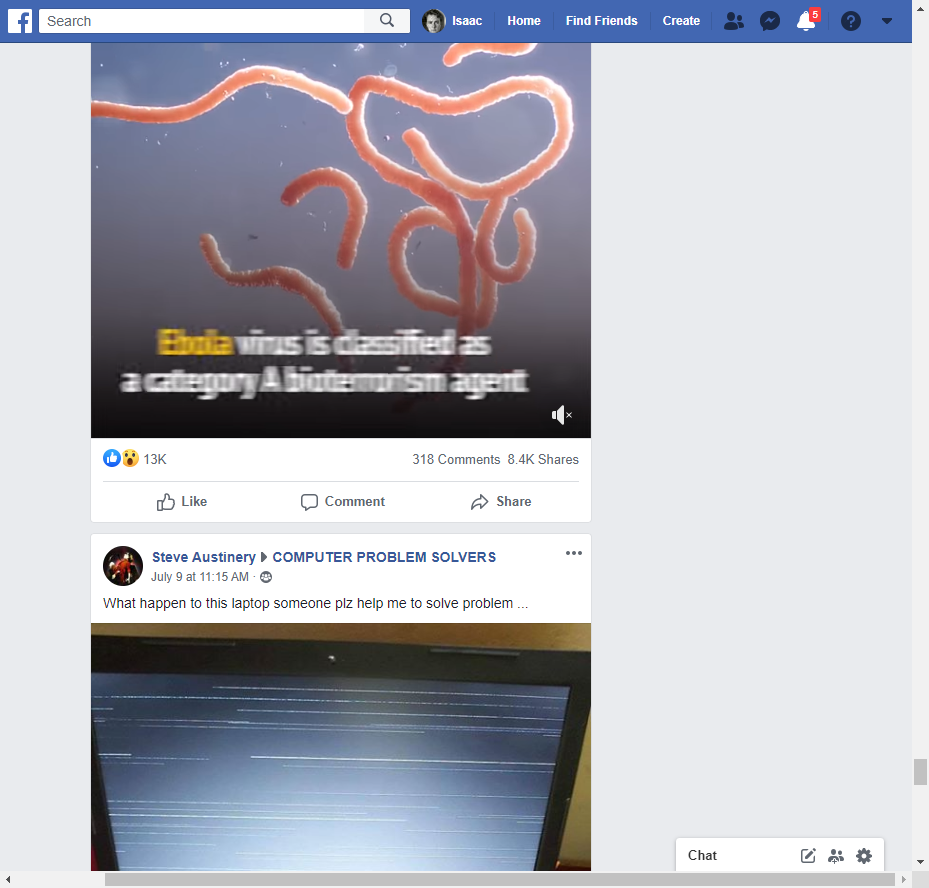 Search
Isaac
Home
Find Friends
Create
5
Ebola virus is classified as
a category A bioterrorism agent
13K
318 Comments 8.4K Shares
Like
Comment
Share
Steve Austinery COMPUTER PROBLEM SOLVERS
July 9 at 11:15 AM ·
What happen to this laptop someone plz help me to solve problem ...
Chat